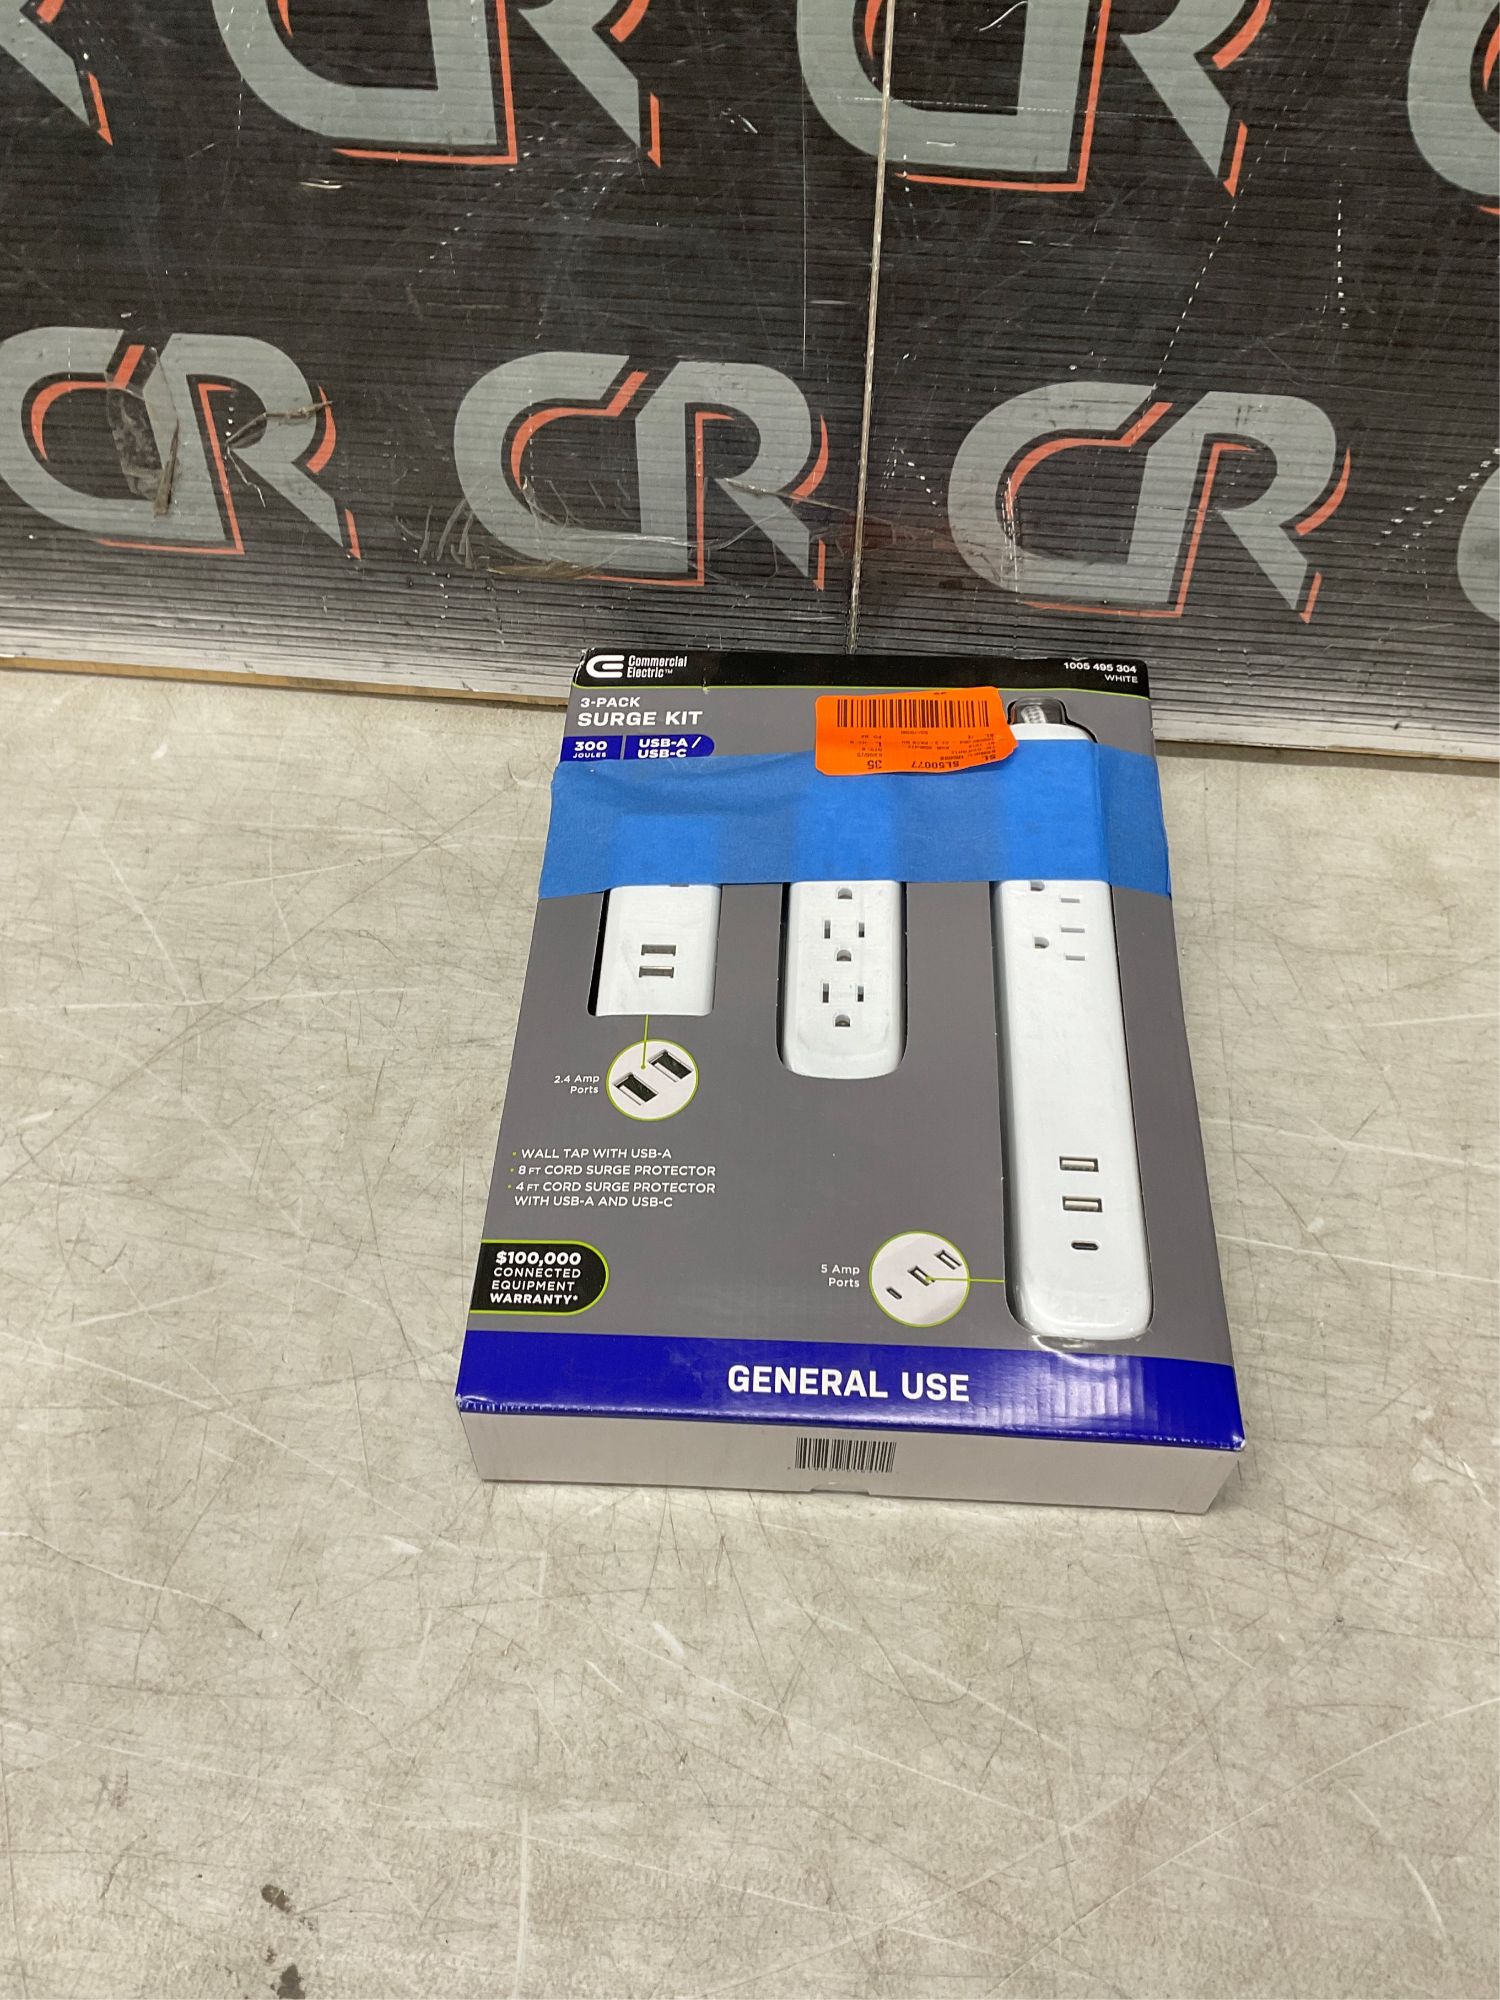 CR CR
CR CR CR
Commercial
Electric™
1005 495 304
WHITE
3-PACK
SURGE KIT
300
JOULES
USB-A /
USB-C
SL50077
35
2.4 Amp
Ports
• WALL TAP WITH USB-A
• 8 FT CORD SURGE PROTECTOR
• 4 FT CORD SURGE PROTECTOR
WITH USB-A AND USB-C
$100,000
CONNECTED
EQUIPMENT
WARRANTY*
5 Amp
Ports
GENERAL USE